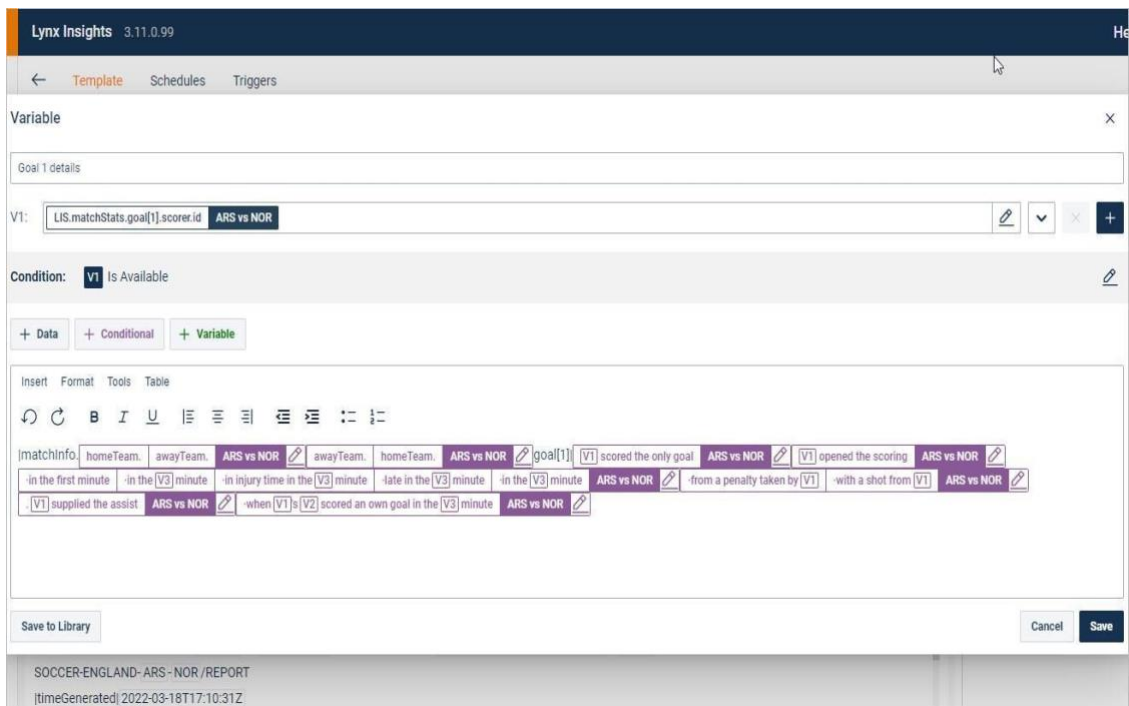 Lynx Insights 3.11.0.99 He
Template Schedules Triggers
Variable X
Goal 1 details
V1: LIS.matchStats.goal[1].scorer.id ARS vs NOR
Condition: V1 Is Available
+ Data + Conditional + Variable
Insert Format Tools Table
B I U
|matchInfo. homeTeam. awayTeam. ARS vs NOR awayTeam. homeTeam. ARS vs NOR goal[1]| V1 scored the only goal ARS vs NOR V1 opened the scoring ARS vs NOR
·in the first minute ·in the V3 minute ·in injury time in the V3 minute ·late in the V3 minute ·in the V3 minute ARS vs NOR ·from a penalty taken by V1 ·with a shot from V1 ARS vs NOR
. V1 supplied the assist ARS vs NOR ·when V1's V2 scored an own goal in the V3 minute ARS vs NOR
Save to Library Cancel Save
SOCCER-ENGLAND- ARS - NOR /REPORT
|timeGenerated| 2022-03-18T17:10:31Z